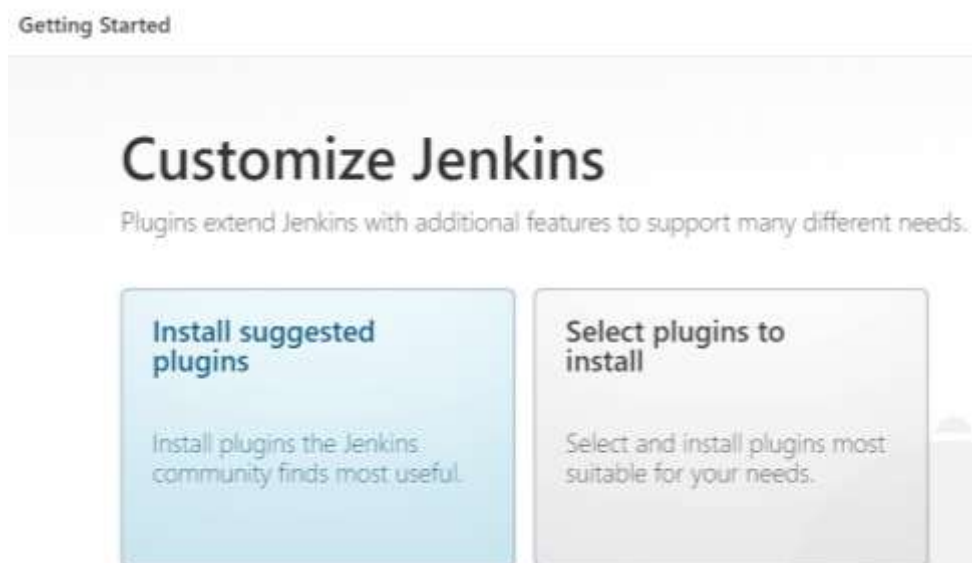 Getting Started
Customize Jenkins
Plugins extend Jenkins with additional features to support many different needs.
Install suggested
plugins
Install plugins the Jenkins
community finds most useful.
Select plugins to
install
Select and install plugins most
suitable for your needs.